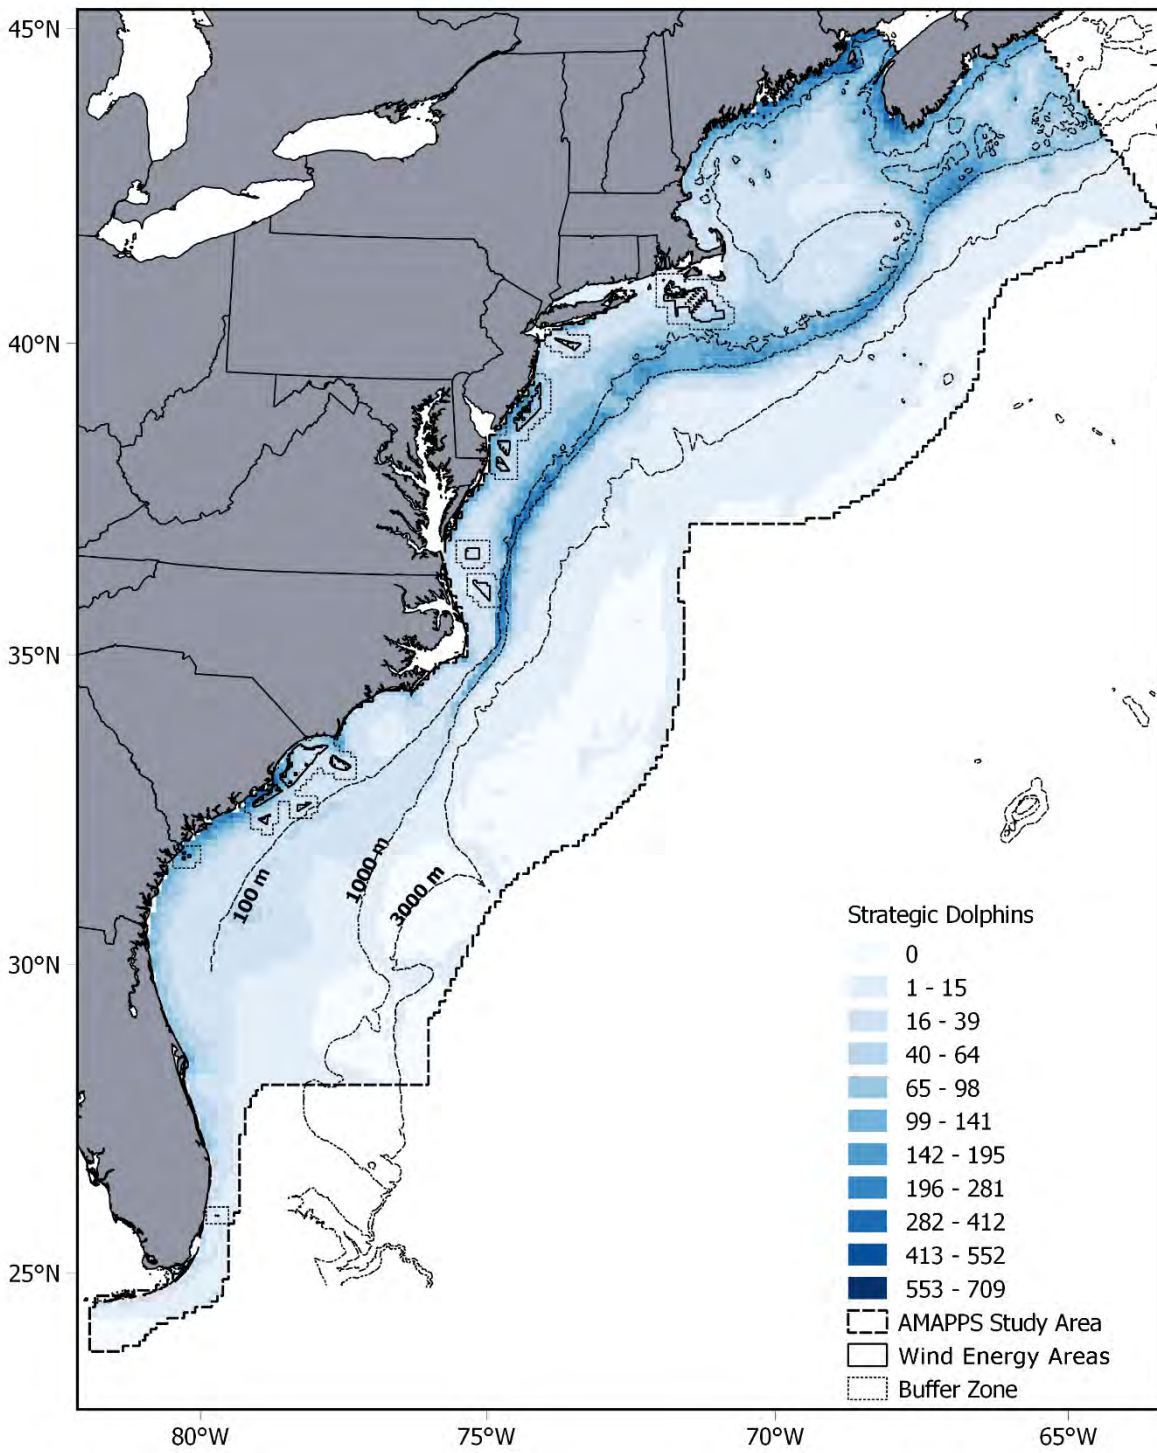 45°N
40°N
35°N
30°N
25°N
100 m
1000 m
3000 m
Strategic Dolphins
0
1 - 15
16 - 39
40 - 64
65 - 98
99 - 141
142 - 195
196 - 281
282 - 412
413 - 552
553 - 709
AMAPPS Study Area
Wind Energy Areas
Buffer Zone
80°W
75°W
70°W
65°W